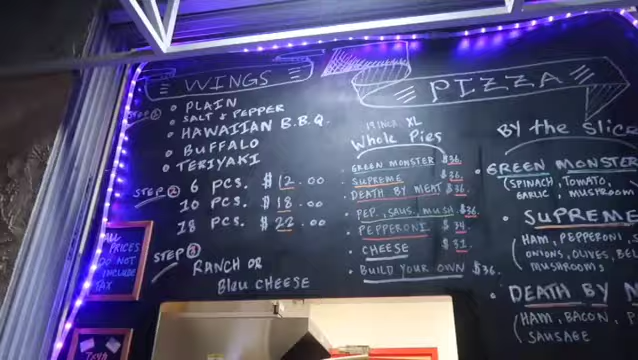 WINGS
STEP 1
PLAIN
SALT & PEPPER
HAWAIIAN B.B.Q.
BUFFALO
TERIYAKI
STEP 2
6 PCS. $12.00
10 PCS. $18.00
18 PCS. $22.00
STEP 3
RANCH OR
BLEU CHEESE
ALL
PRICES
DO NOT
INCLUDE
TAX
PIZZA
19 INCH XL
Whole Pies
GREEN MONSTER $36.
SUPREME $36.
DEATH BY MEAT $36.
PEP, SAUS, MUSH $36.
PEPPERONI $34.
CHEESE $31.
BUILD YOUR OWN $36.
By the slice
GREEN MONSTER
(SPINACH, TOMATO,
GARLIC, MUSHROOM
SUPREME
(HAM, PEPPERONI,
ONIONS, OLIVES, BEL
MUSHROOMS
DEATH BY M
(HAM, BACON, P
SAUSAGE